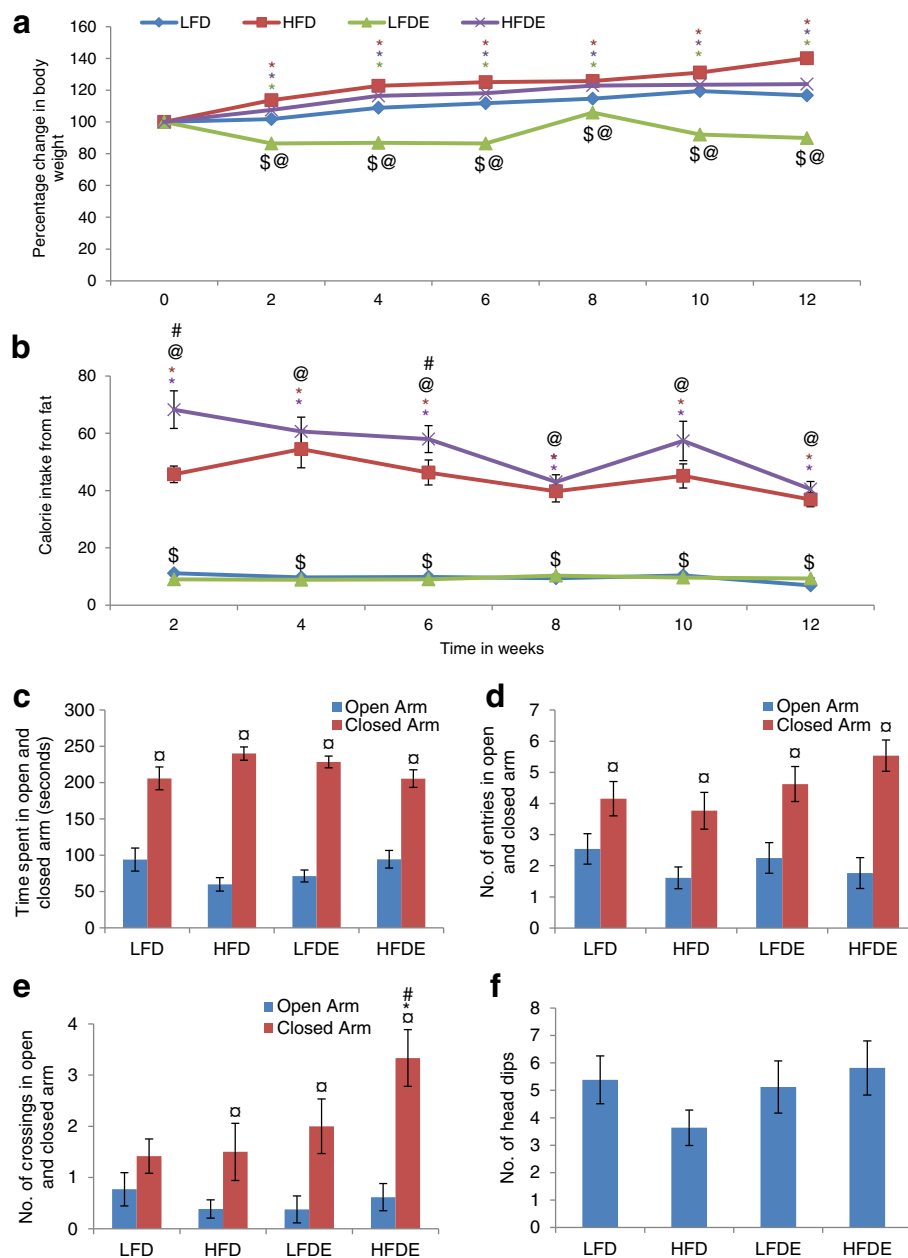 a
LFD HFD LFDE HFDE
Percentage change in body
weight
160
140
120
100
80
60
40
20
0
* * * * * *
* * * * * *
* * * * * *
$@ $@ $@ $@ $@ $@
0 2 4 6 8 10 12
b
Calorie intake from fat
80
60
40
20
0
# #
@ @ @ @ @ @
* * * * * *
* * * * * *
$ $ $ $ $ $
2 4 6 8 10 12
Time in weeks
c
Time spent in open and
closed arm (seconds)
300
250
200
150
100
50
0
Open Arm
Closed Arm
¤ ¤ ¤ ¤
LFD HFD LFDE HFDE
d
No. of entries in open
and closed arm
7
6
5
4
3
2
1
0
Open Arm
Closed Arm
¤ ¤ ¤ ¤
LFD HFD LFDE HFDE
e
No. of crossings in open
and closed arm
4
3
2
1
0
Open Arm
Closed Arm
#
*
¤ ¤ ¤
LFD HFD LFDE HFDE
f
No. of head dips
8
7
6
5
4
3
2
1
0
LFD HFD LFDE HFDE